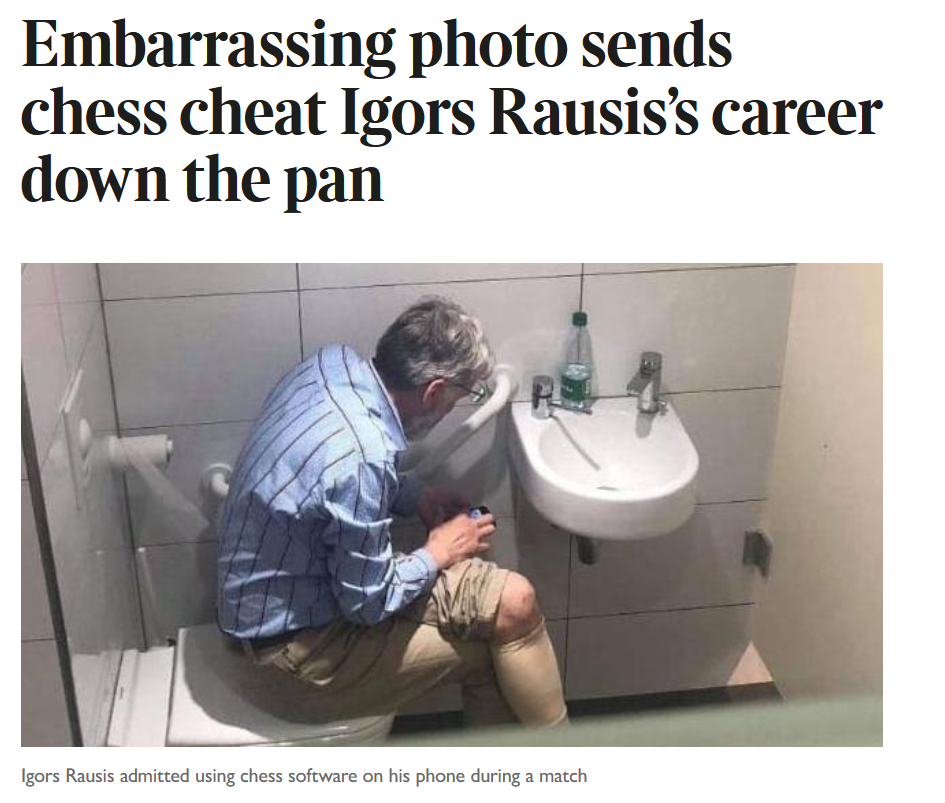 Embarrassing photo sends
chess cheat Igors Rausis’s career
down the pan
Igors Rausis admitted using chess software on his phone during a match